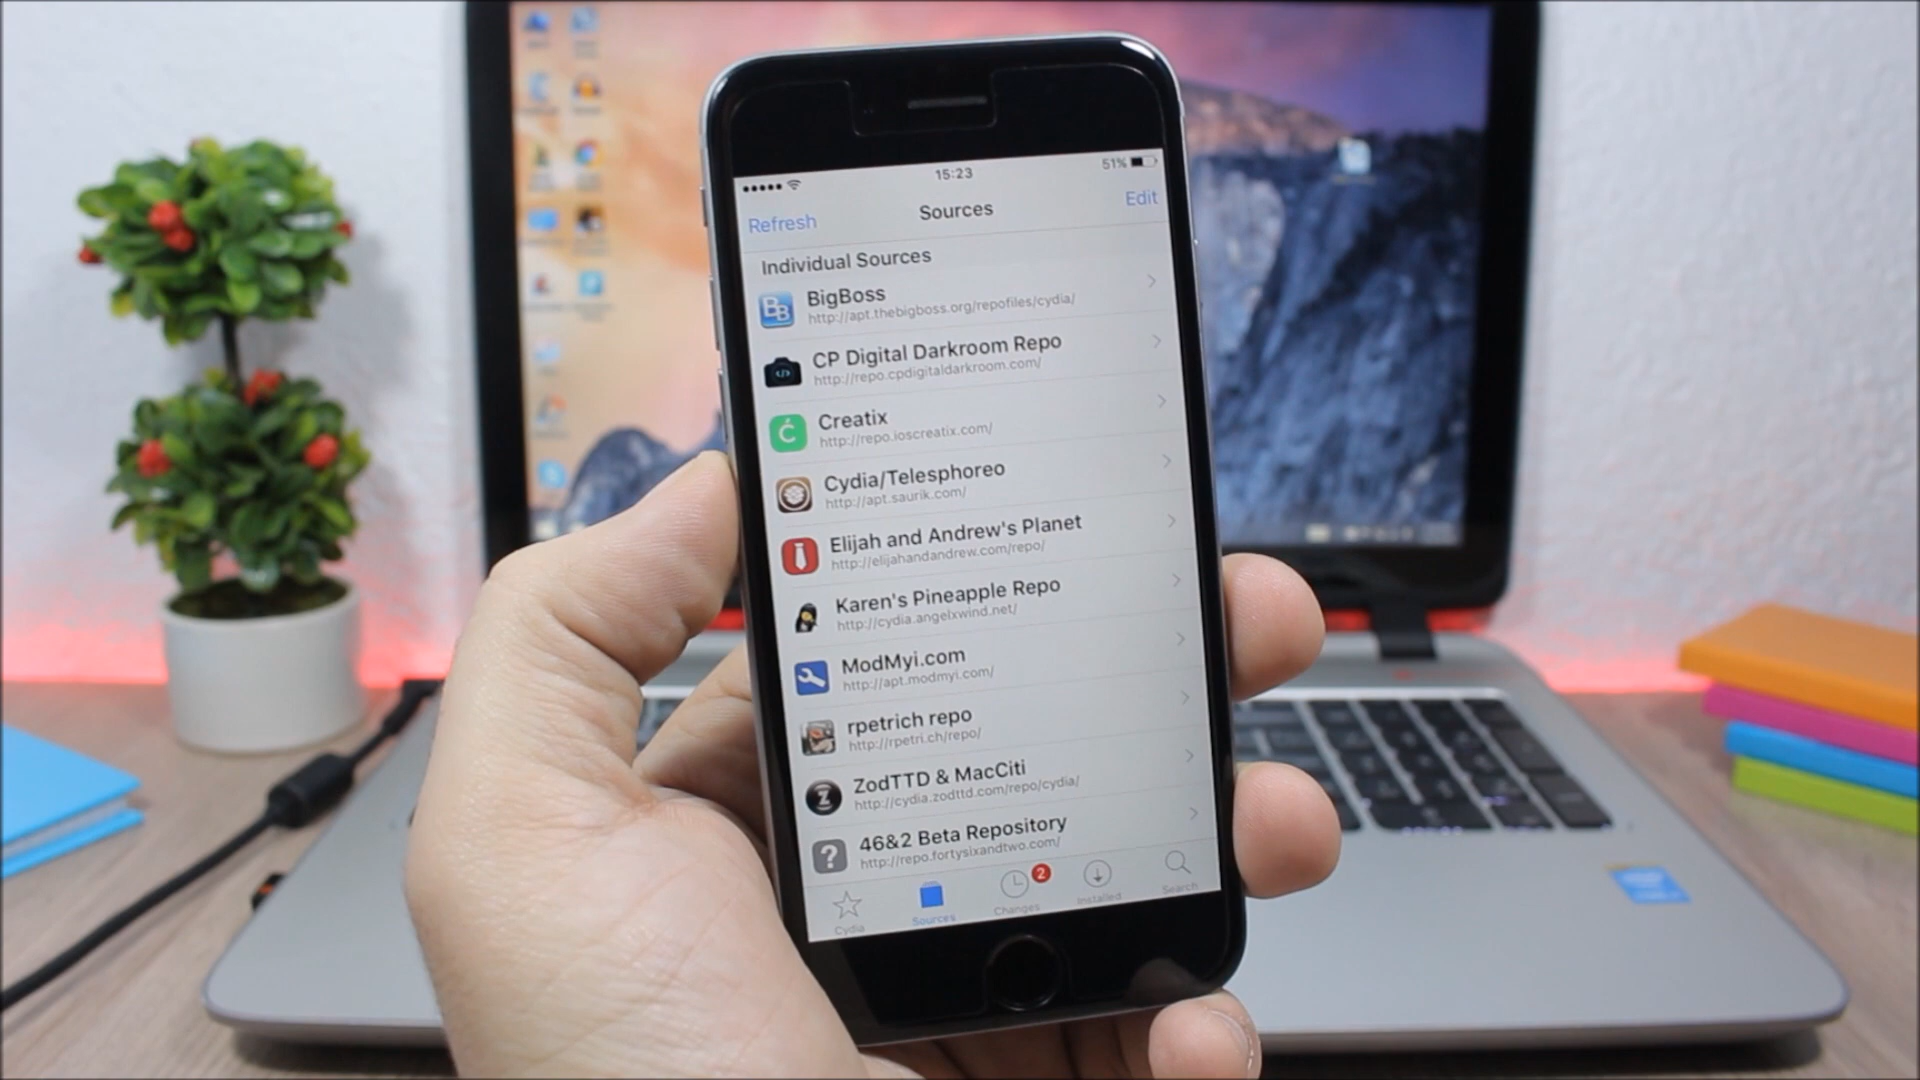 15:23
51%
Refresh
Sources
Edit
Individual Sources
BB
BigBoss
http://apt.thebigboss.org/repofiles/cydia/
CP Digital Darkroom Repo
http://repo.cpdigitaldarkroom.com/
Ć
Creatix
http://repo.ioscreatix.com/
Cydia/Telesphoreo
http://apt.saurik.com/
Elijah and Andrew's Planet
http://elijahandandrew.com/repo/
Karen's Pineapple Repo
http://cydia.angelxwind.net/
ModMyi.com
http://apt.modmyi.com/
rpetrich repo
http://rpetri.ch/repo/
Z
ZodTTD & MacCiti
http://cydia.zodttd.com/repo/cydia/
?
46&2 Beta Repository
http://repo.fortysixandtwo.com/
2
Cydia
Sources
Changes
Installed
Search